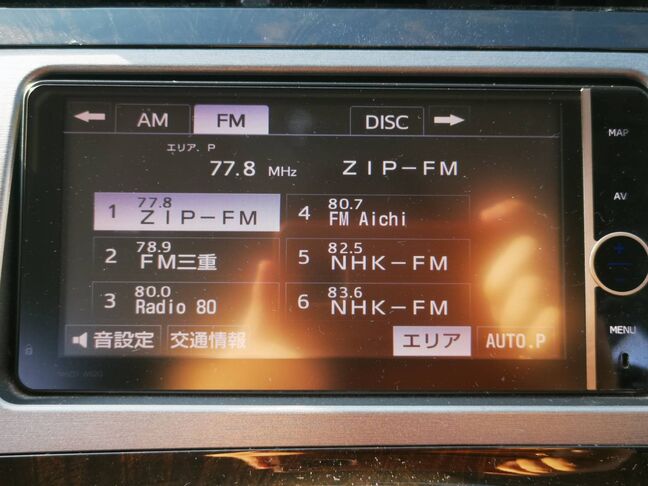 AM FM DISC
MAP
エリア. P
77.8 MHz ZIP-FM
AV
1 77.8 ZIP-FM
4 80.7 FM Aichi
2 78.9 FM三重
5 82.5 NHK-FM
3 80.0 Radio 80
6 83.6 NHK-FM
+
-
MENU
音設定 交通情報 エリア AUTO.P